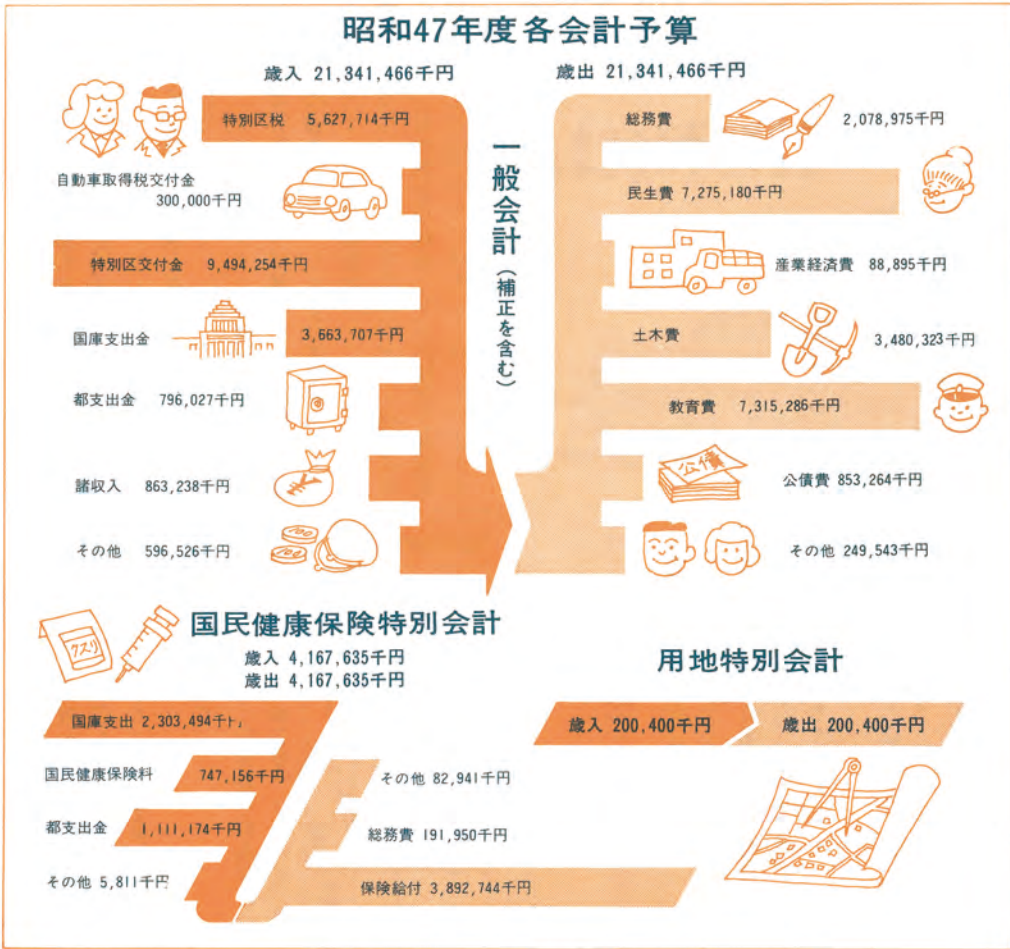 昭和47年度各会計予算
歳入 21,341,466千円
歳出 21,341,466千円
一般会計(補正を含む)
特別区税 5,627,714千円
自動車取得税交付金
300,000千円
特別区交付金 9,494,254千円
国庫支出金 3,663,707千円
都支出金 796,027千円
諸収入 863,238千円
¥
その他 596,526千円
100
100
総務費 2,078,975千円
民生費 7,275,180千円
産業経済費 88,895千円
土木費 3,480,323千円
教育費 7,315,286千円
公債
公債費 853,264千円
その他 249,543千円
クスリ
国民健康保険特別会計
歳入 4,167,635千円
歳出 4,167,635千円
国庫支出 2,303,494千
国民健康保険料 747,156千円
都支出金 1,111,174千円
その他 5,811千円
その他 82,941千円
総務費 191,950千円
保険給付 3,892,744千円
用地特別会計
歳入 200,400千円
歳出 200,400千円